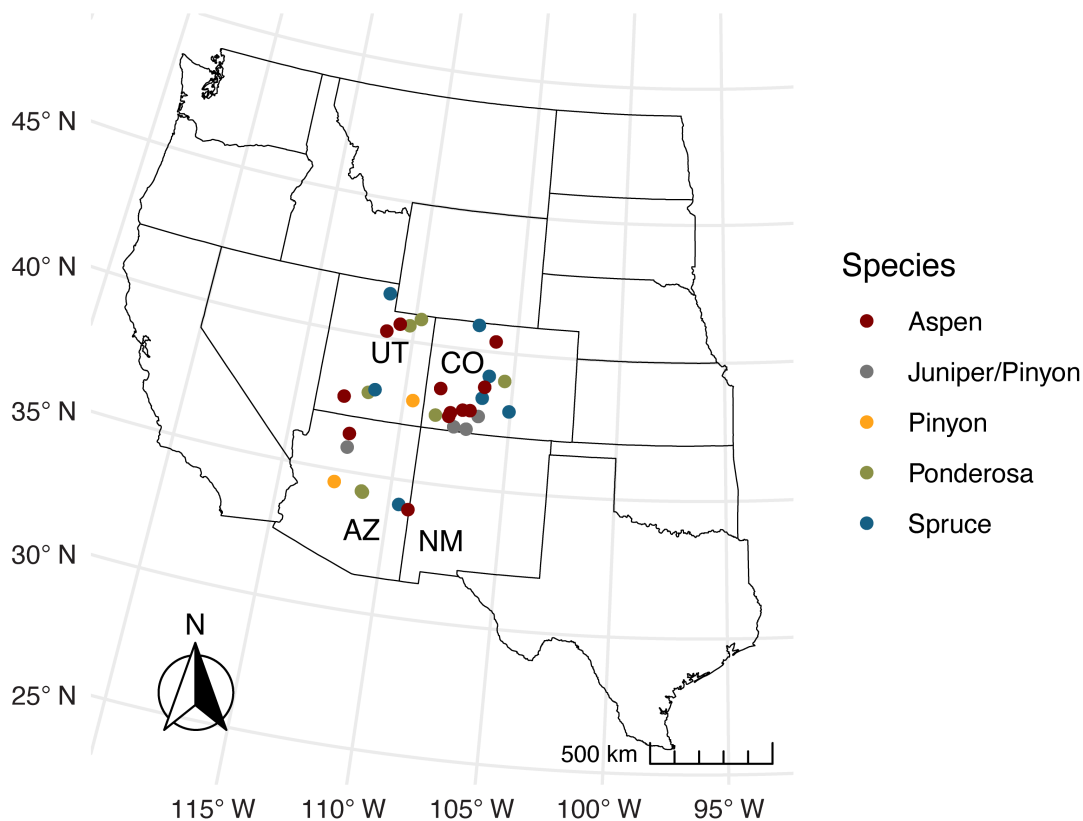 45° N
40° N
35° N
30° N
25° N
UT
CO
AZ
NM
N
500 km
115° W
110° W
105° W
100° W
95° W
Species
Aspen
Juniper/Pinyon
Pinyon
Ponderosa
Spruce